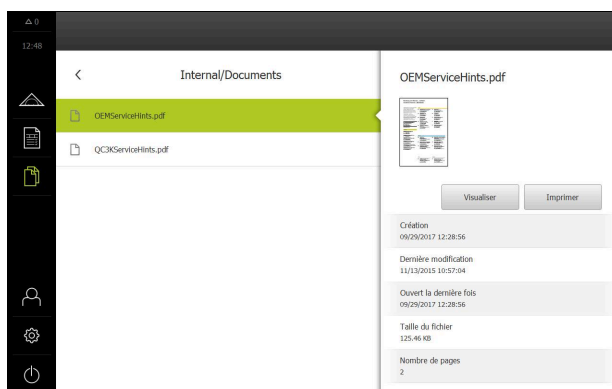 0
12:48
Internal/Documents
OEMServiceHints.pdf
QC3KServiceHints.pdf
OEMServiceHints.pdf
Visualiser
Imprimer
Création
09/29/2017 12:28:56
Dernière modification
11/13/2015 10:57:04
Ouvert la dernière fois
09/29/2017 12:28:56
Taille du fichier
125.46 KB
Nombre de pages
2